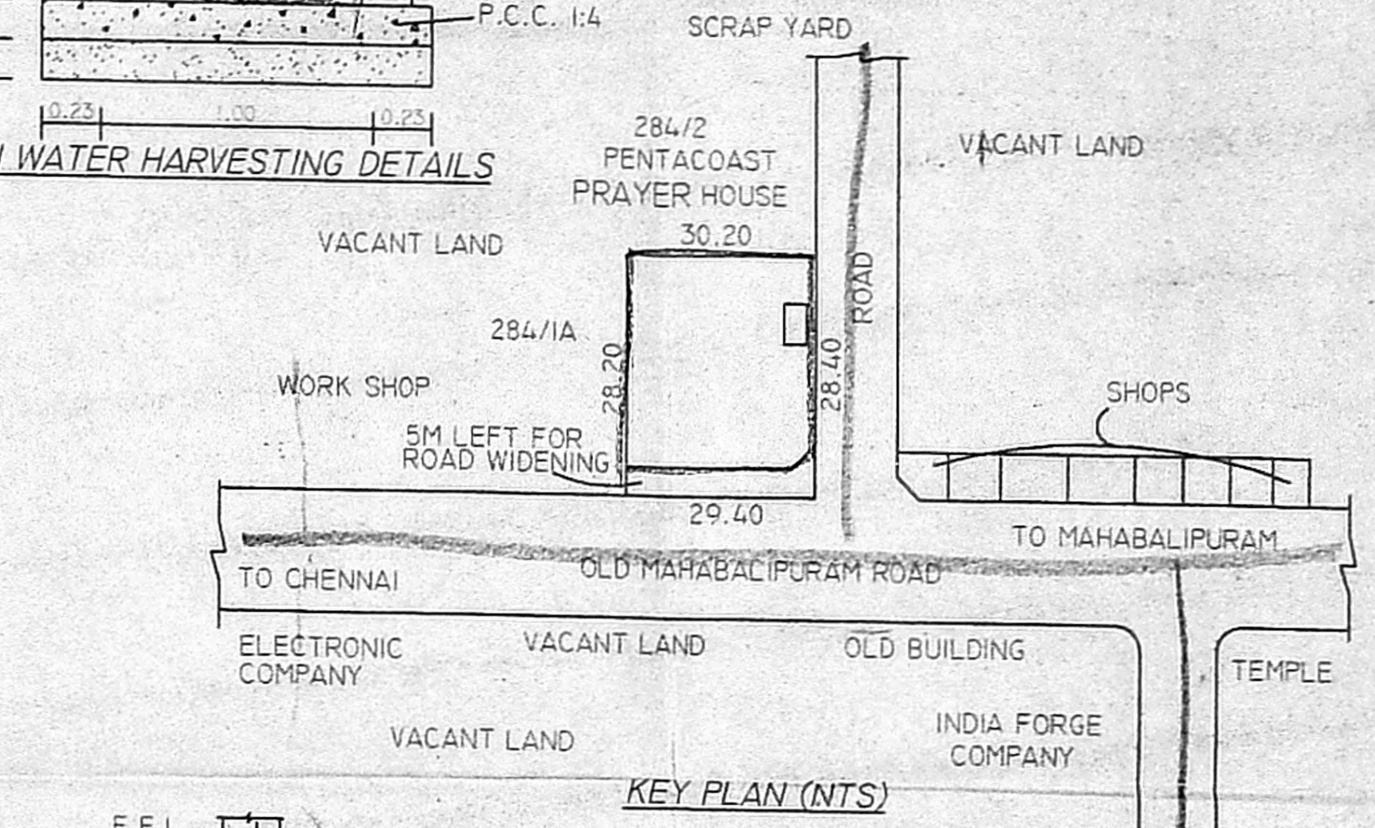 P.C.C. 1:4
SCRAP YARD
0.23 1.00 0.23
WATER HARVESTING DETAILS
284/2
PENTACOAST
PRAYER HOUSE
VACANT LAND
VACANT LAND
30.20
ROAD
284/1A
28.20
28.40
WORK SHOP
SHOPS
5M LEFT FOR
ROAD WIDENING
29.40
TO MAHABALIPURAM
TO CHENNAI
OLD MAHABALIPURAM ROAD
ELECTRONIC
COMPANY
VACANT LAND
OLD BUILDING
TEMPLE
VACANT LAND
INDIA FORGE
COMPANY
KEY PLAN (NTS)